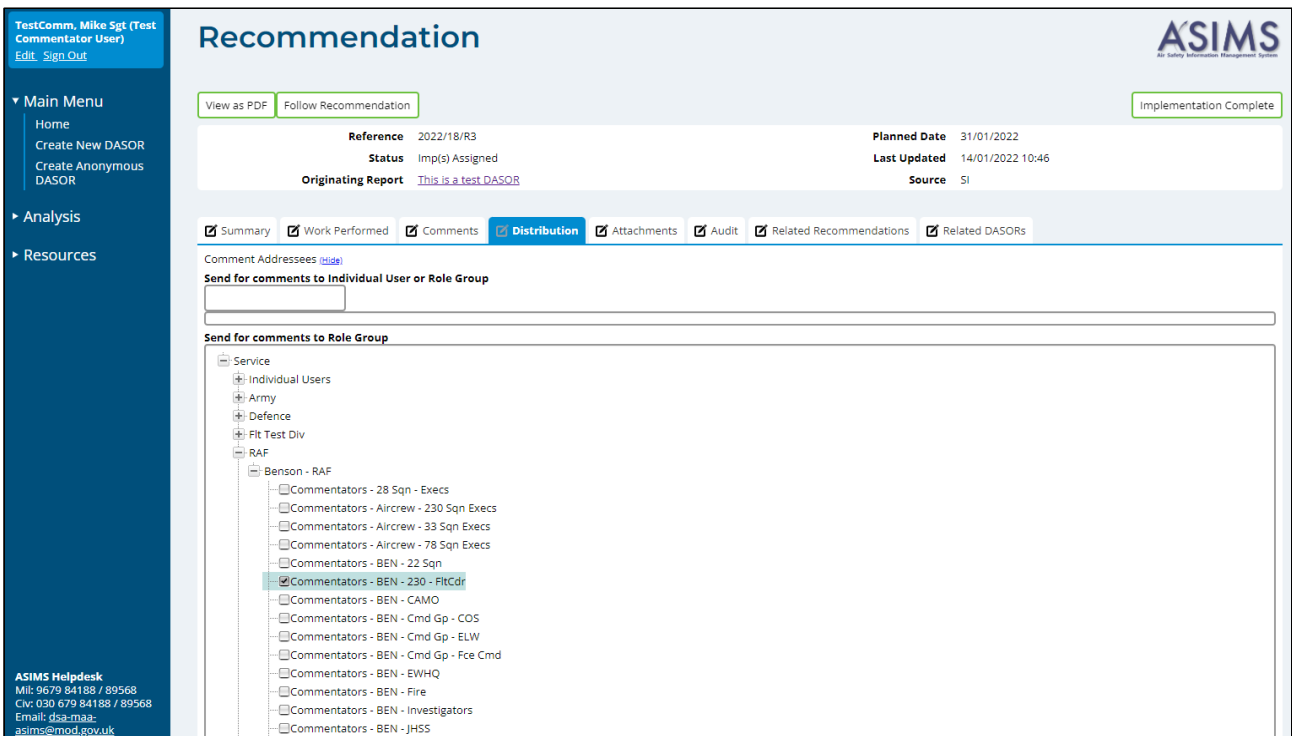 TestComm, Mike Sgt (Test
Commentator User)
Edit Sign Out
Main Menu
Home
Create New DASOR
Create Anonymous
DASOR
Analysis
Resources
ASIMS Helpdesk
Mil: 9679 84188 / 89568
Civ: 030 679 84188 / 89568
Email: dsa-maa-
asims@mod.gov.uk
Recommendation
ASIMS
Air Safety Information Management System
View as PDF Follow Recommendation Implementation Complete
Reference 2022/18/R3 Planned Date 31/01/2022
Status Imp(s) Assigned Last Updated 14/01/2022 10:46
Originating Report This is a test DASOR Source SI
Summary Work Performed Comments Distribution Attachments Audit Related Recommendations Related DASORs
Comment Addressees (Hide)
Send for comments to Individual User or Role Group
Send for comments to Role Group
Service
Individual Users
Army
Defence
Flt Test Div
RAF
Benson - RAF
Commentators - 28 Sqn - Execs
Commentators - Aircrew - 230 Sqn Execs
Commentators - Aircrew - 33 Sqn Execs
Commentators - Aircrew - 78 Sqn Execs
Commentators - BEN - 22 Sqn
Commentators - BEN - 230 - FltCdr
Commentators - BEN - CAMO
Commentators - BEN - Cmd Gp - COS
Commentators - BEN - Cmd Gp - ELW
Commentators - BEN - Cmd Gp - Fce Cmd
Commentators - BEN - EWHQ
Commentators - BEN - Fire
Commentators - BEN - Investigators
Commentators - BEN - JHSS